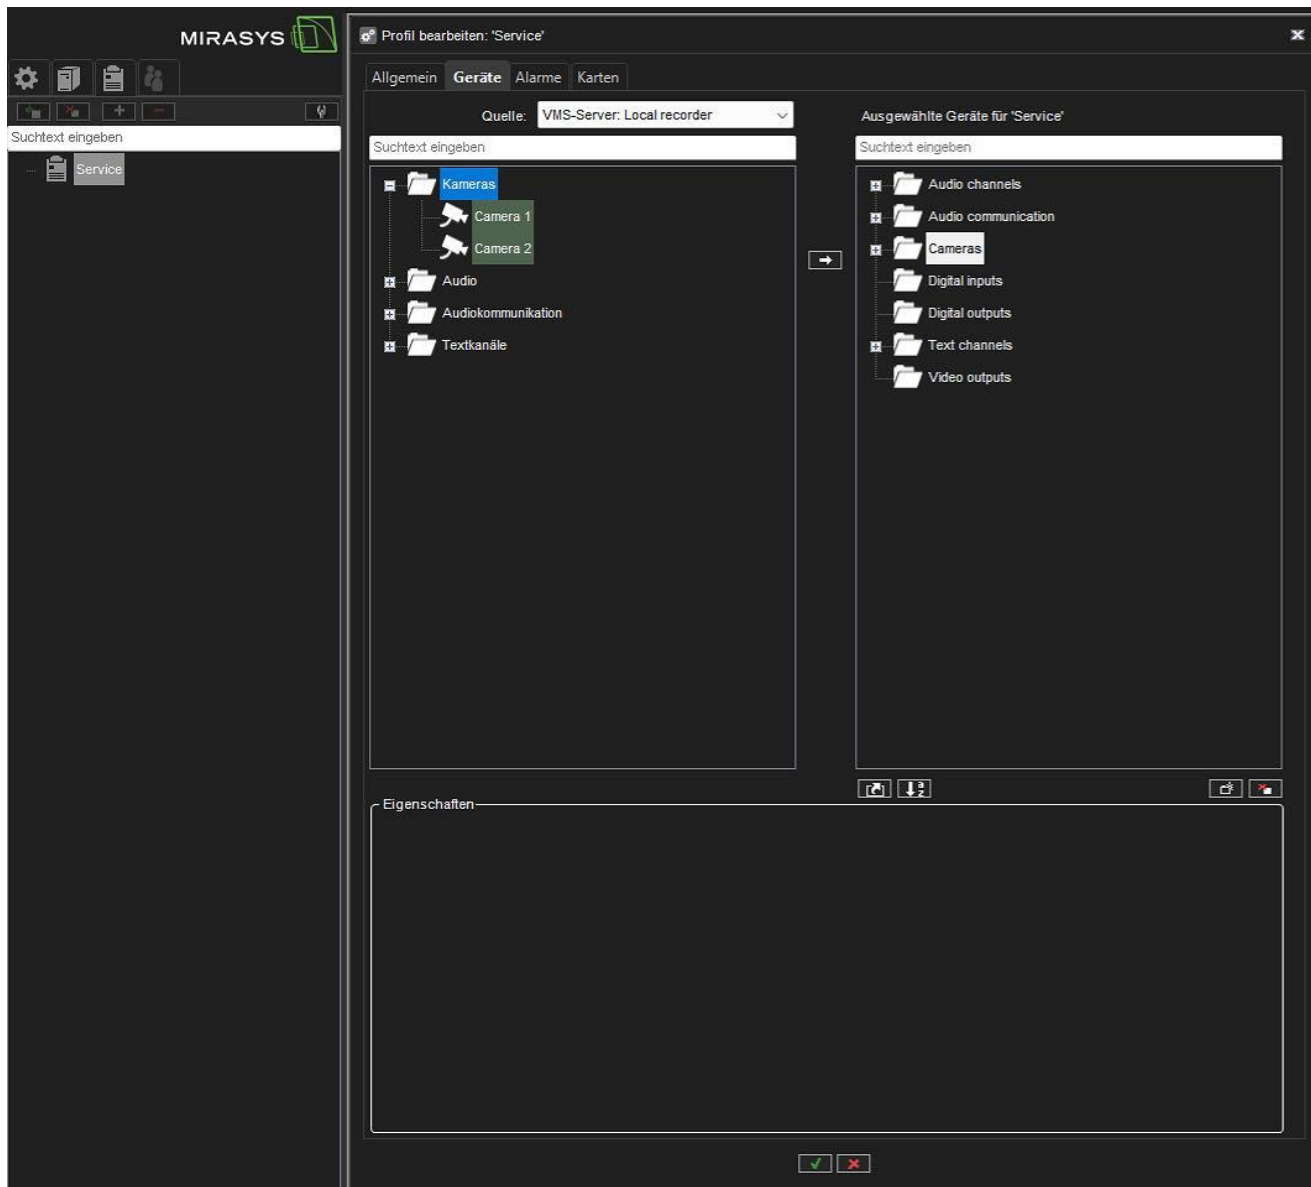 MIRASYS
Suchtext eingeben
Service
Profil bearbeiten: 'Service'
Allgemein Geräte Alarme Karten
Quelle: VMS-Server: Local recorder
Suchtext eingeben
Kameras
Camera 1
Camera 2
Audio
Audiokommunikation
Textkanäle
Ausgewählte Geräte für 'Service'
Suchtext eingeben
Audio channels
Audio communication
Cameras
Digital inputs
Digital outputs
Text channels
Video outputs
Eigenschaften